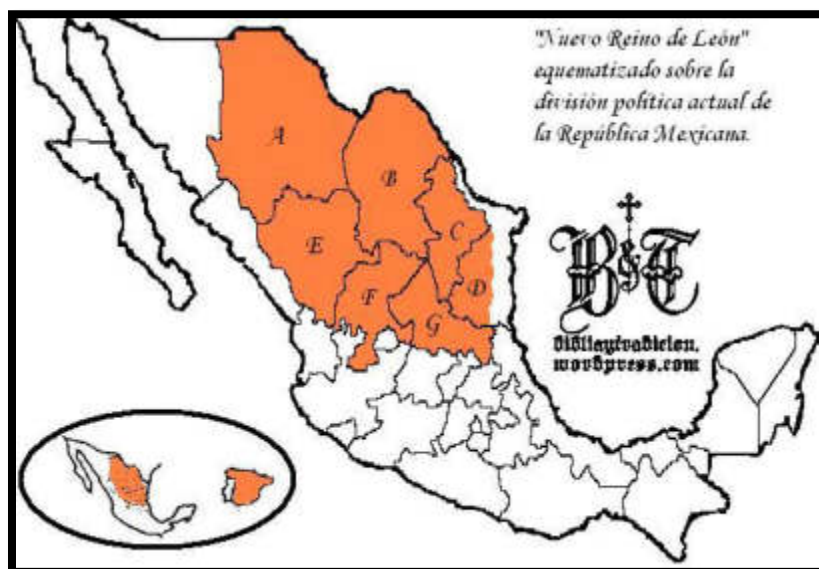 "Nuevo Reino de León"
equematizado sobre la
división política actual de
la República Mexicana.
A
B
C
E
D
F
G
B&T
bibliaytradicion.
wordpress.com